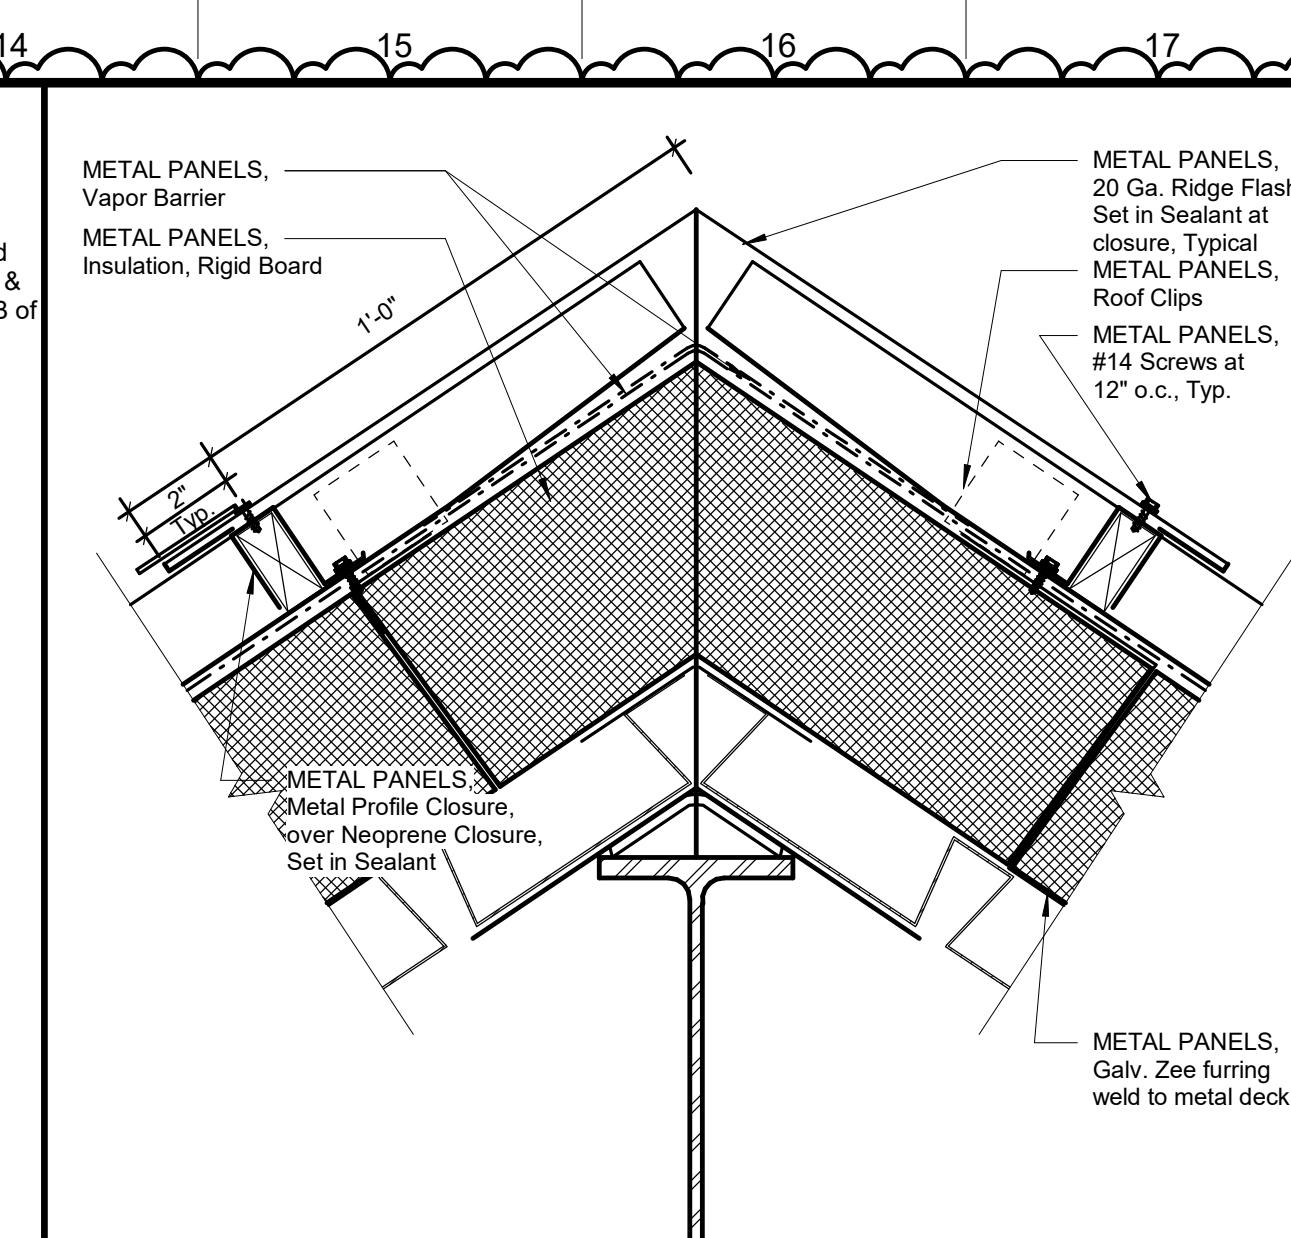 14
15
16
17
METAL PANELS,
Vapor Barrier
METAL PANELS,
Insulation, Rigid Board
&
of
1'-0"
2"
Typ.
METAL PANELS,
20 Ga. Ridge
Set in Sealant at
closure, Typical
METAL PANELS,
Roof Clips
METAL PANELS,
#14 Screws at
12" o.c., Typ.
METAL PANELS,
Metal Profile Closure,
over Neoprene Closure,
Set in Sealant
METAL PANELS,
Galv. Zee furring
weld to metal deck